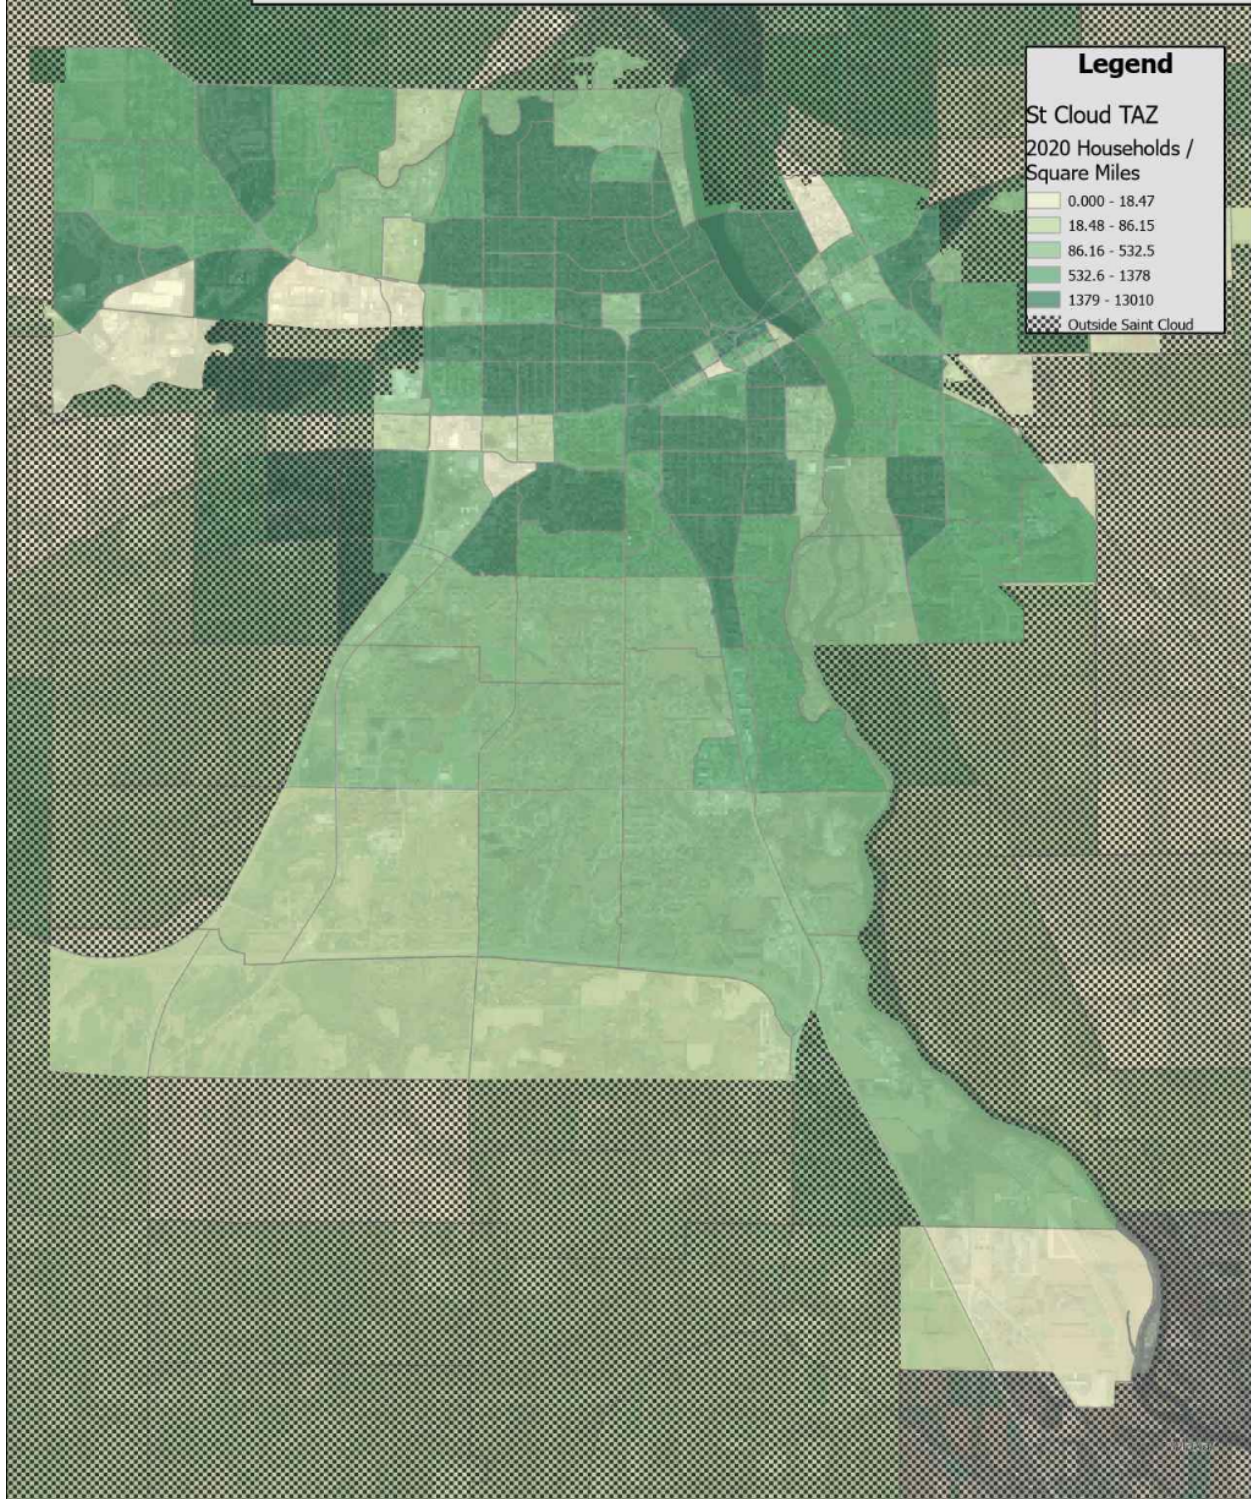 Legend
St Cloud TAZ
2020 Households /
Square Miles
0.000 - 18.47
18.48 - 86.15
86.16 - 532.5
532.6 - 1378
1379 - 13010
Outside Saint Cloud